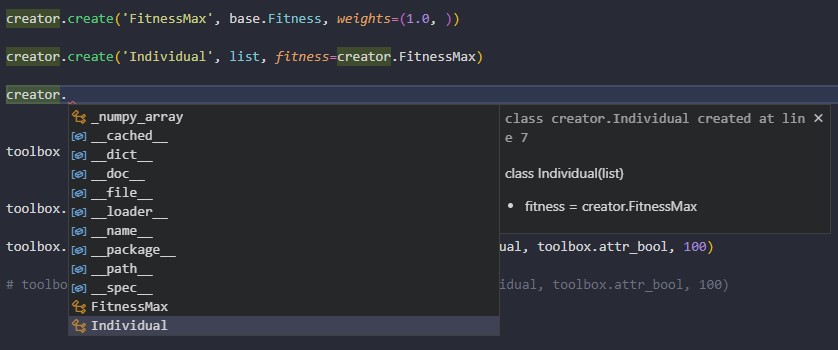 creator.create('FitnessMax', base.Fitness, weights=(1.0, ))
creator.create('Individual', list, fitness=creator.FitnessMax)
creator.
_numpy_array
__cached__
__dict__
__doc__
__file__
__loader__
__name__
__package__
__path__
__spec__
FitnessMax
Individual
class creator.Individual created at lin
e 7
class Individual(list)
• fitness = creator.FitnessMax
toolbox
toolbox.
toolbox. ual, toolbox.attr_bool, 100)
# toolbo idual, toolbox.attr_bool, 100)